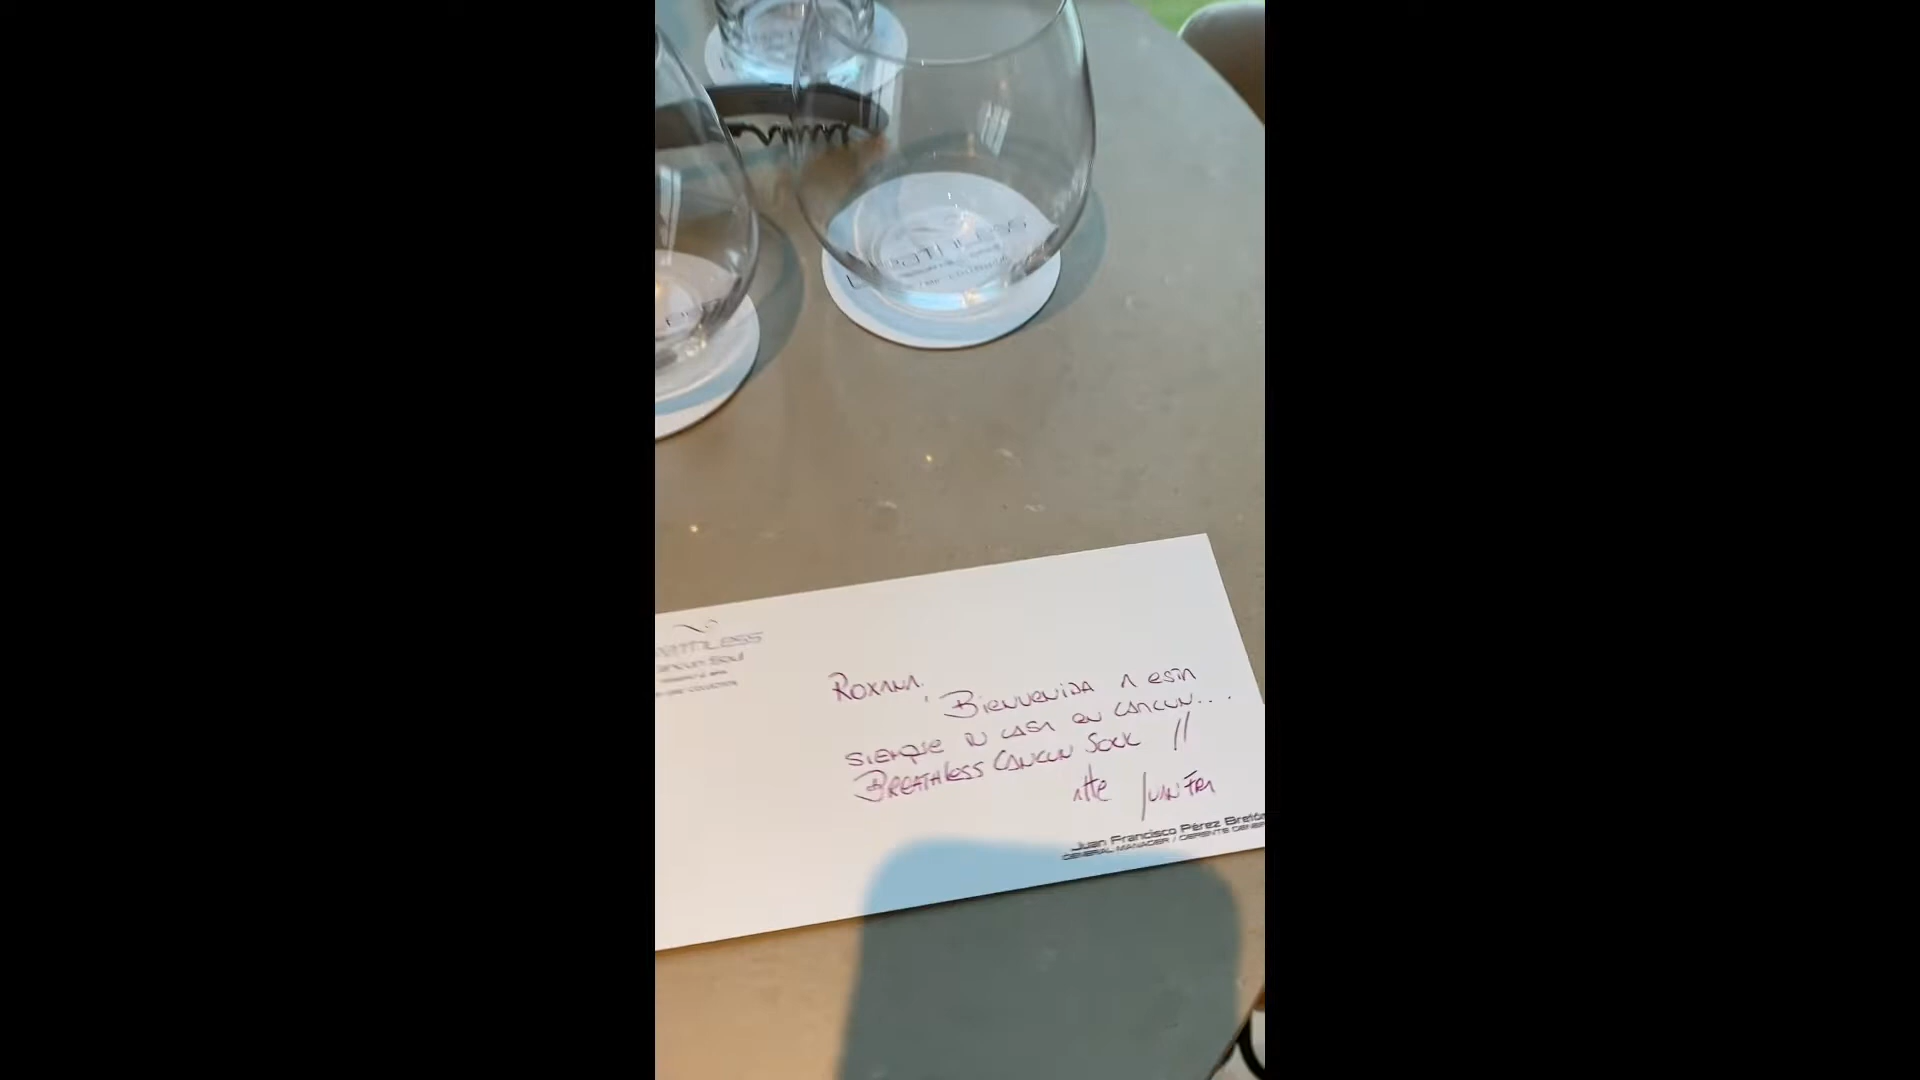 Roxana,
Bienvenida a esta
siempre tu casa en Cancun...
Breathless Cancun Soul //
Atte JuanFra
Juan Francisco Pérez Bretón
GENERAL MANAGER / GERENTE GENER